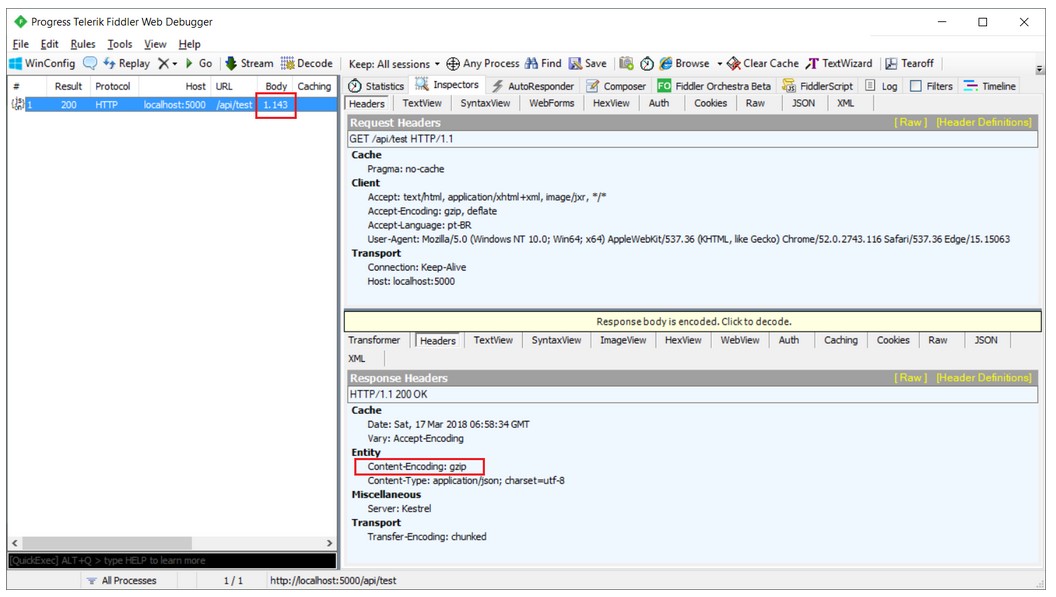 Progress Telerik Fiddler Web Debugger
File Edit Rules Tools View Help
WinConfig Replay Go Stream Decode Keep: All sessions Any Process Find Save Browse Clear Cache TextWizard Tearoff
# Result Protocol Host URL Body Caching
1 200 HTTP localhost:5000 /api/test 1.143
[QuickExec] ALT+Q > type HELP to learn more
Statistics Inspectors AutoResponder Composer FO Fiddler Orchestra Beta FiddlerScript Log Filters Timeline
Headers TextView SyntaxView WebForms HexView Auth Cookies Raw JSON XML
Request Headers [ Raw ] [Header Definitions]
GET /api/test HTTP/1.1
Cache
Pragma: no-cache
Client
Accept: text/html, application/xhtml+xml, image/jxr, */*
Accept-Encoding: gzip, deflate
Accept-Language: pt-BR
User-Agent: Mozilla/5.0 (Windows NT 10.0; Win64; x64) AppleWebKit/537.36 (KHTML, like Gecko) Chrome/52.0.2743.116 Safari/537.36 Edge/15.15063
Transport
Connection: Keep-Alive
Host: localhost:5000
Response body is encoded. Click to decode.
Transformer Headers TextView SyntaxView ImageView HexView WebView Auth Caching Cookies Raw JSON
XML
Response Headers [ Raw ] [Header Definitions]
HTTP/1.1 200 OK
Cache
Date: Sat, 17 Mar 2018 06:58:34 GMT
Vary: Accept-Encoding
Entity
Content-Encoding: gzip
Content-Type: application/json; charset=utf-8
Miscellaneous
Server: Kestrel
Transport
Transfer-Encoding: chunked
All Processes 1 / 1 http://localhost:5000/api/test